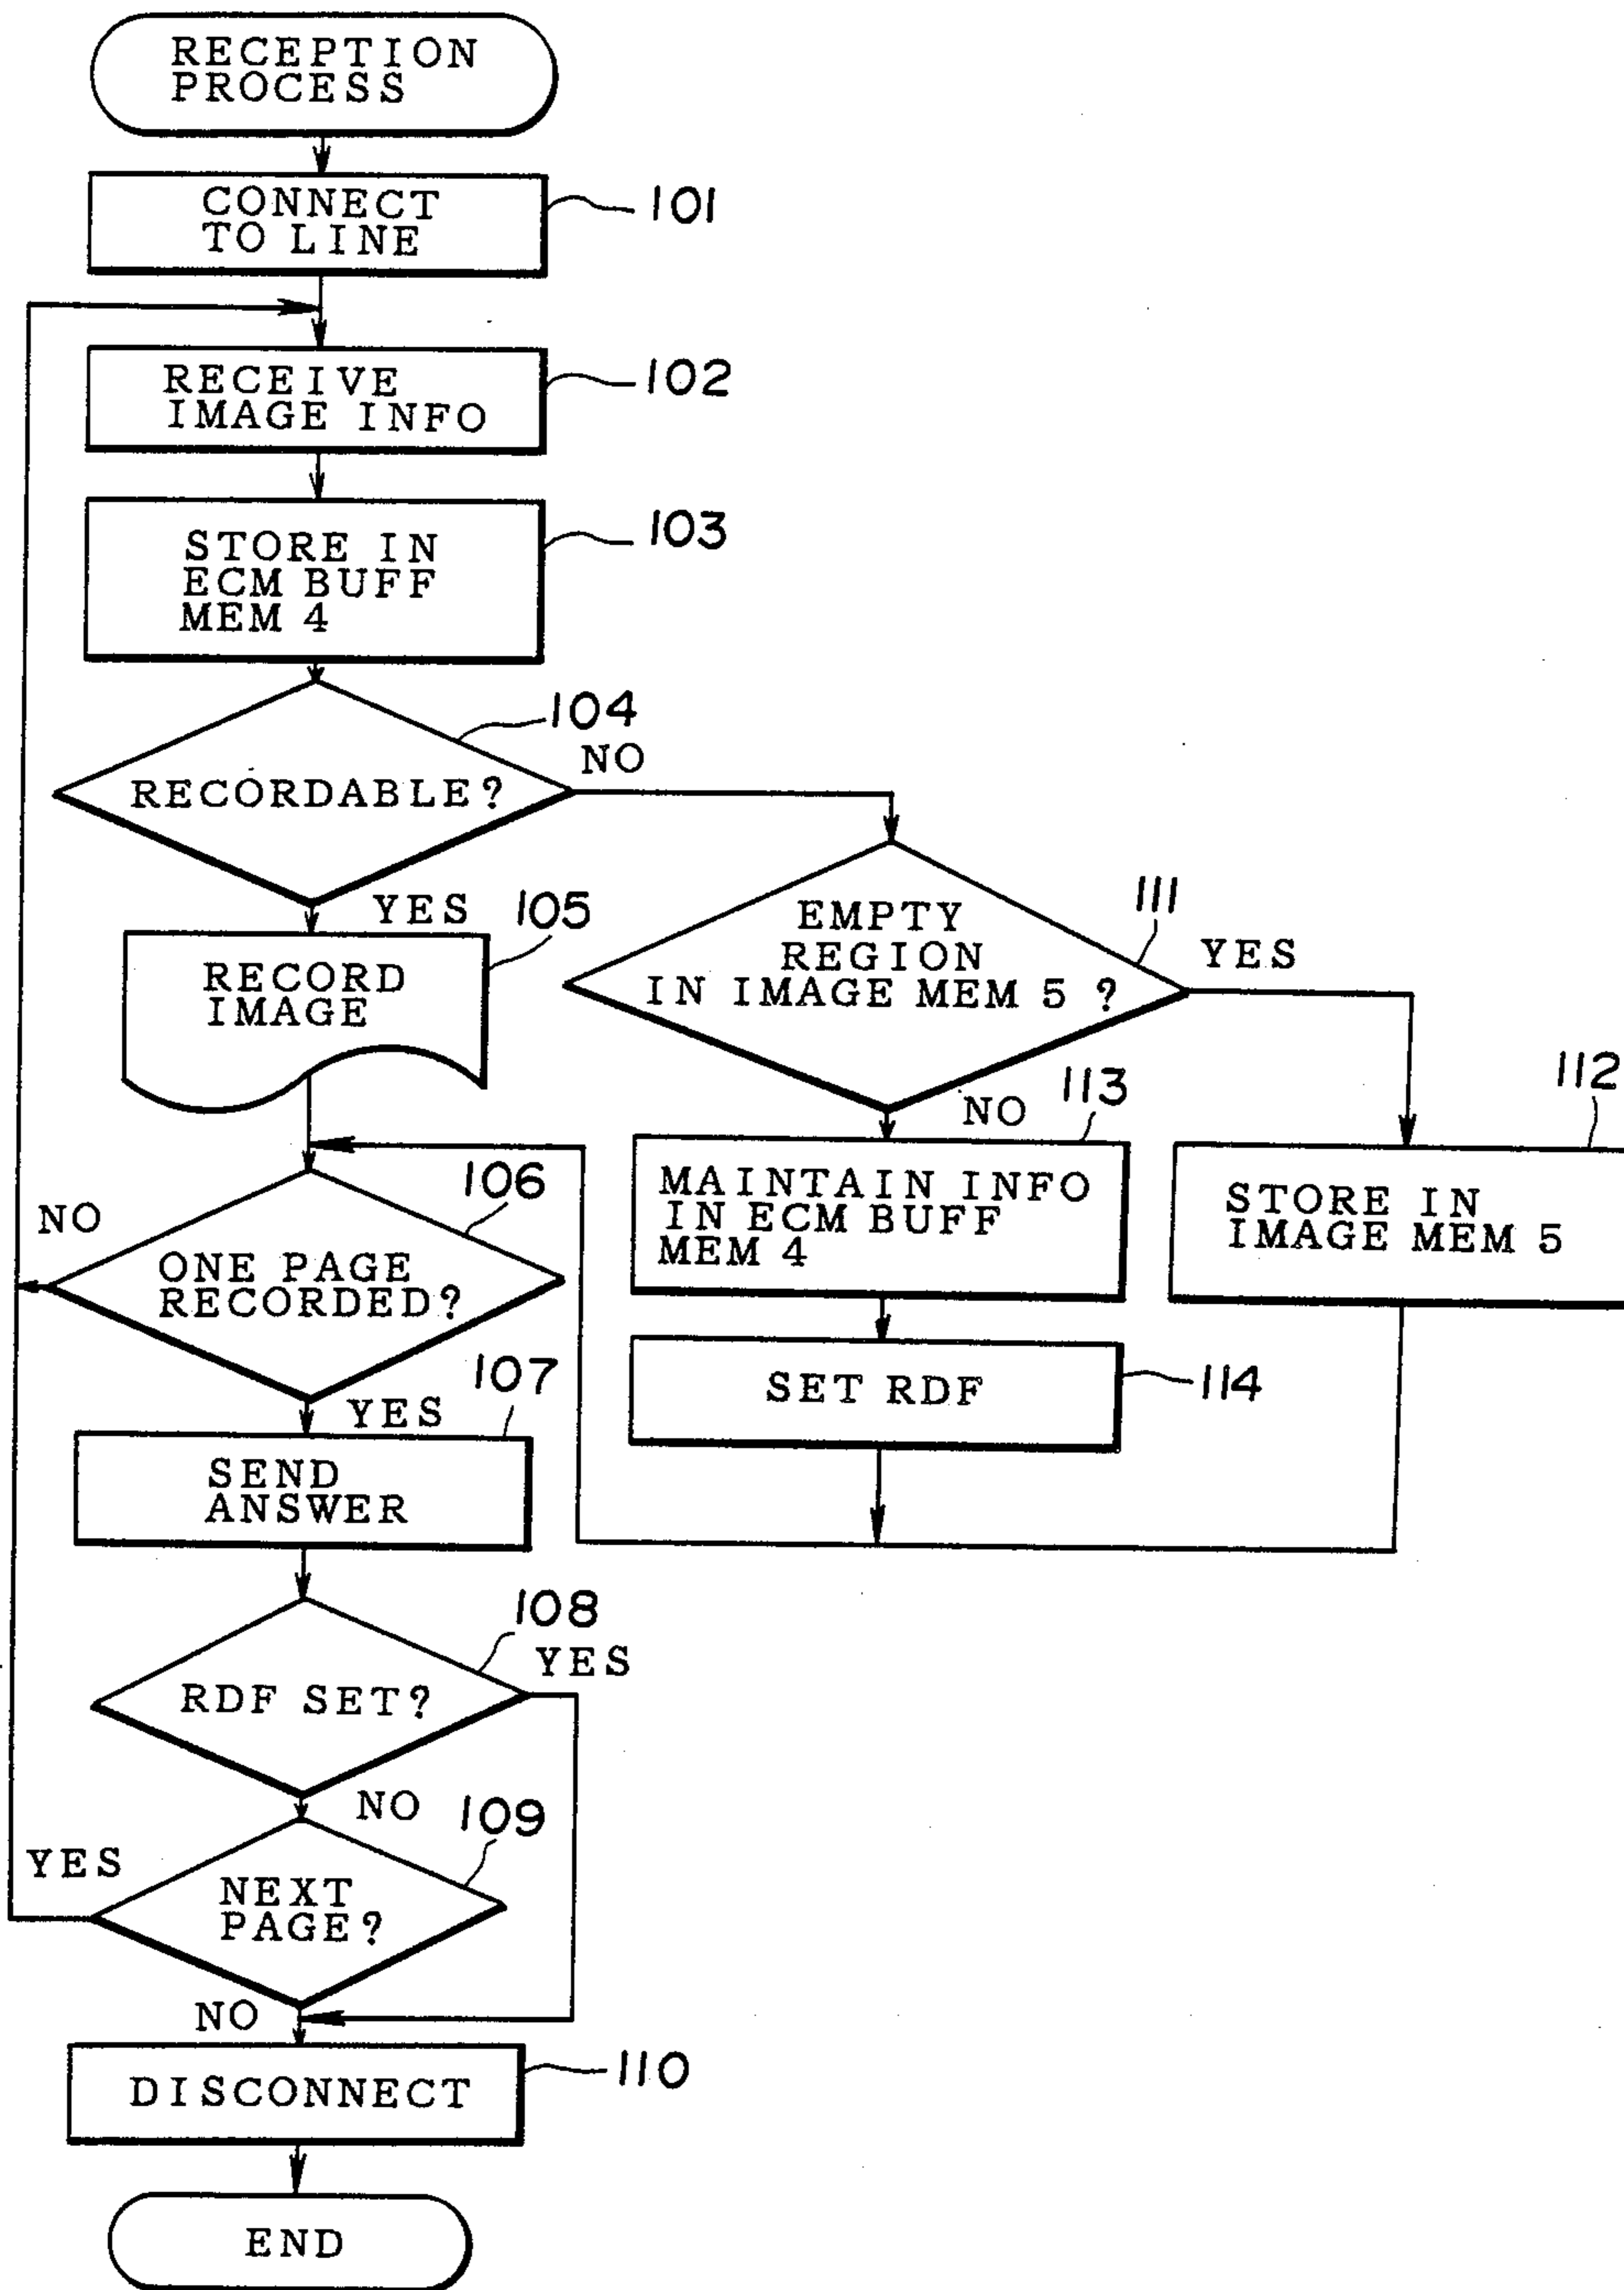 RECEPTION
PROCESS
CONNECT
TO LINE
101
RECEIVE
IMAGE INFO
102
STORE IN
ECM BUFF
MEM 4
103
104
RECORDABLE?
NO
YES
105
RECORD
IMAGE
EMPTY
REGION
IN IMAGE MEM 5 ?
111
YES
NO
113
MAINTAIN INFO
IN ECM BUFF
MEM 4
112
STORE IN
IMAGE MEM 5
SET RDF
114
106
NO
ONE PAGE
RECORDED?
YES
107
SEND
ANSWER
108
YES
RDF SET?
NO
109
YES
NEXT
PAGE?
NO
DISCONNECT
110
END